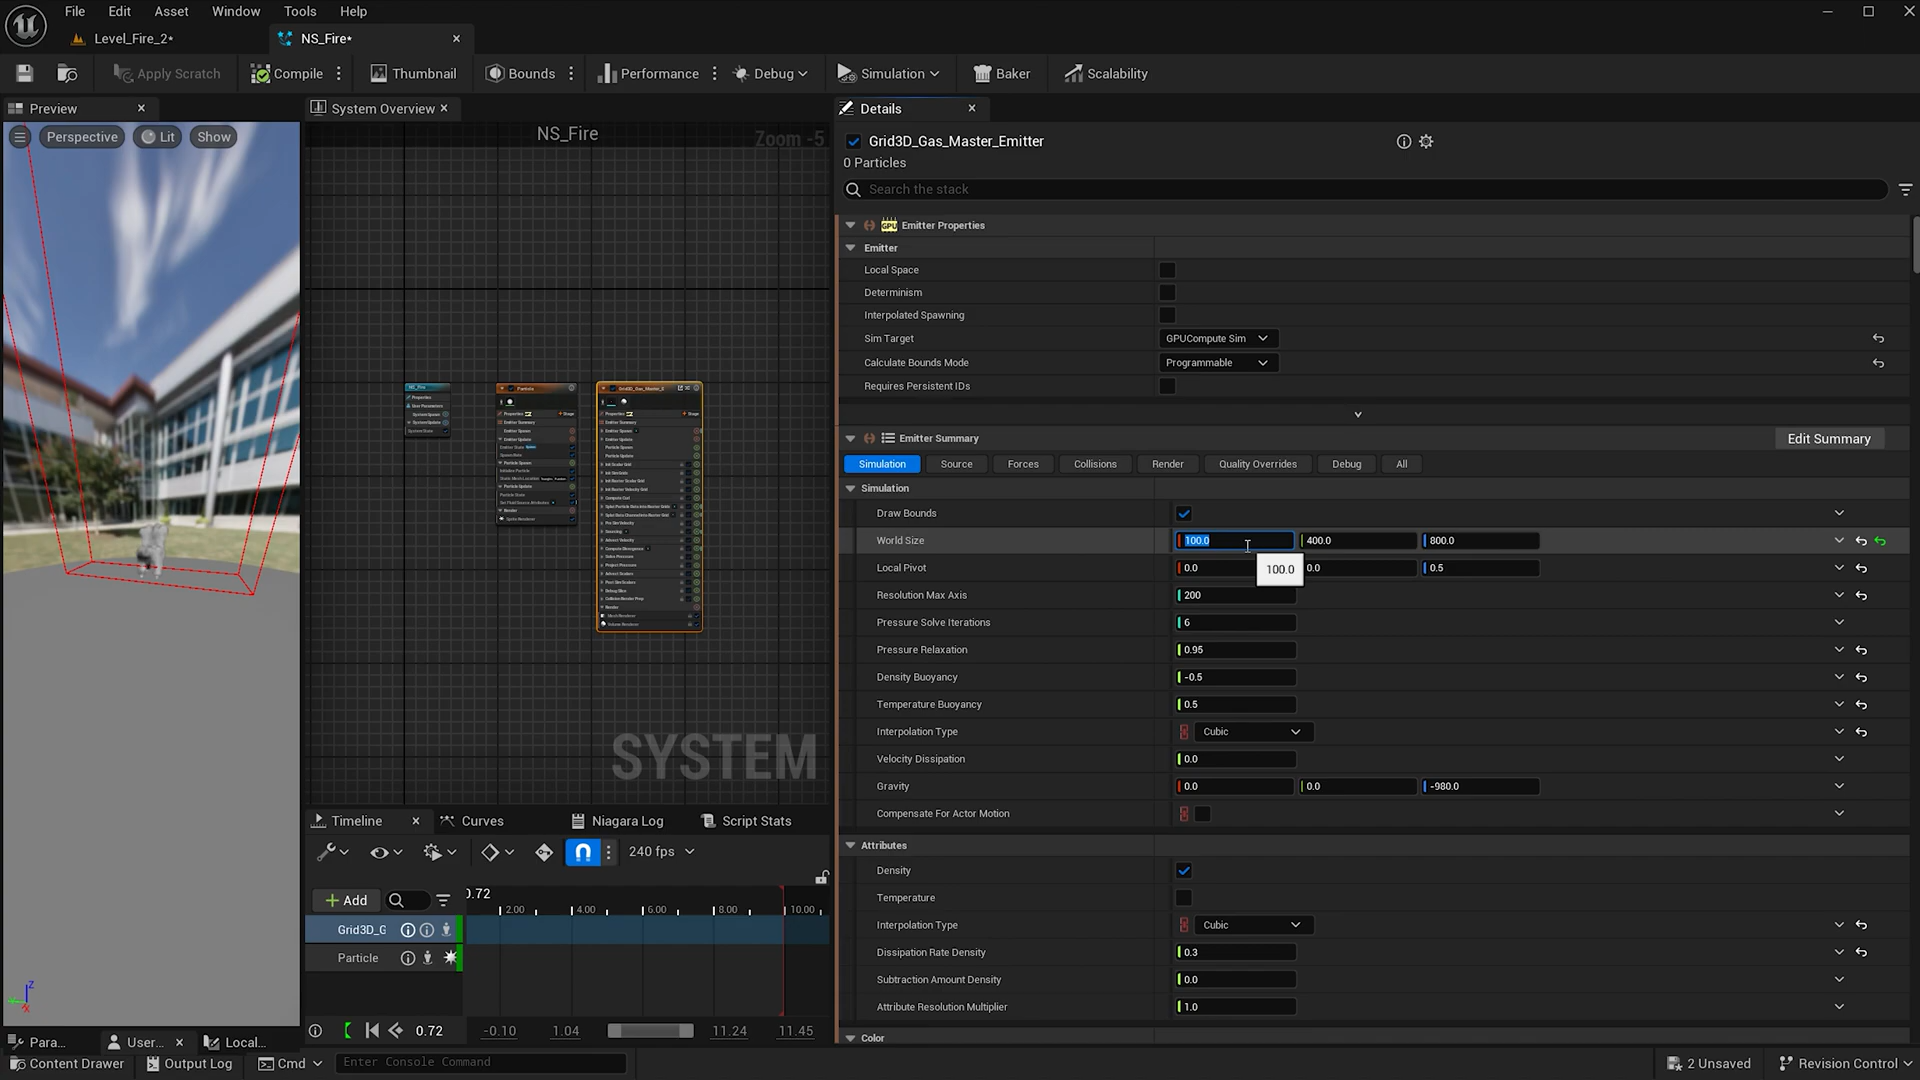 File Edit Asset Window Tools Help
Level_Fire_2* NS_Fire*
Apply Scratch Compile Thumbnail Bounds Performance Debug Simulation Baker Scalability
Preview System Overview Details
Perspective Lit Show
NS_Fire Zoom -5
Grid3D_Gas_Master_Emitter
0 Particles
Search the stack
GPU Emitter Properties
Emitter
Local Space
Determinism
Interpolated Spawning
Sim Target GPUCompute Sim
Calculate Bounds Mode Programmable
Requires Persistent IDs
Emitter Summary Edit Summary
Simulation Source Forces Collisions Render Quality Overrides Debug All
Simulation
Draw Bounds
World Size 100.0 400.0 800.0
Local Pivot 0.0 0.0 0.5
100.0
Resolution Max Axis 200
Pressure Solve Iterations 6
Pressure Relaxation 0.95
Density Buoyancy -0.5
Temperature Buoyancy 0.5
Interpolation Type Cubic
Velocity Dissipation 0.0
Gravity 0.0 0.0 -980.0
Compensate For Actor Motion
Attributes
Density
Temperature
Interpolation Type Cubic
Dissipation Rate Density 0.3
Subtraction Amount Density 0.0
Attribute Resolution Multiplier 1.0
Color
SYSTEM
Timeline Curves Niagara Log Script Stats
240 fps
Add 0.72
2.00 4.00 6.00 8.00 10.00
Grid3D_G
Particle
0.72 -0.10 1.04 11.24 11.45
Para... User... Local...
Content Drawer Output Log Cmd Enter Console Command 2 Unsaved Revision Control